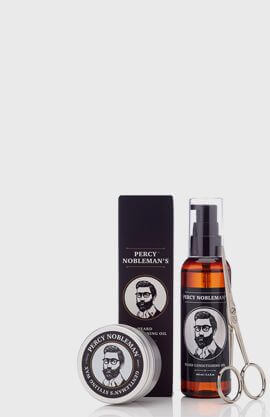 PERCY
NOBLEMAN'S
BEARD
CONDITIONING OIL
PERCY NOBLEMAN
GENTLEMAN'S STYLING WAX
PERCY NOBLEMAN'S
BEARD CONDITIONING OIL